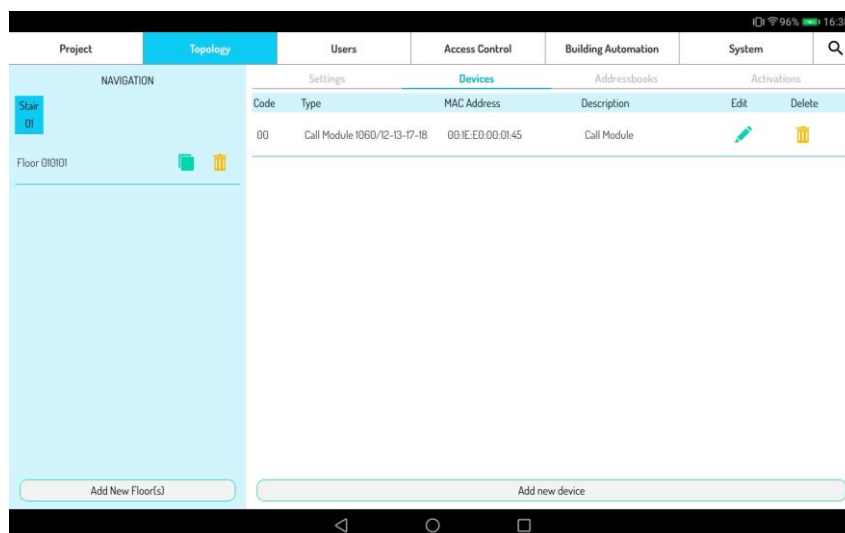 96% 16:38
Project Topology Users Access Control Building Automation System
NAVIGATION
Settings Devices Addressbooks Activations
Stair
01
Code Type MAC Address Description Edit Delete
00 Call Module 1060/12-13-17-18 00:1E:E0:00:01:45 Call Module
Floor 010101
Add New Floor(s) Add new device